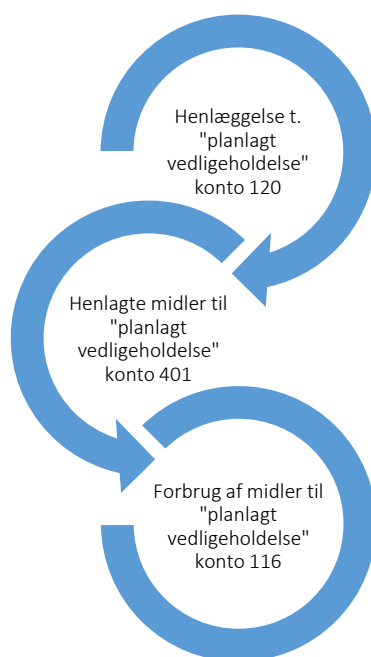 Henlæggelse t.
"planlagt
vedligeholdelse"
konto 120
Henlagte midler til
"planlagt
vedligeholdelse"
konto 401
Forbrug af midler til
"planlagt
vedligeholdelse"
konto 116